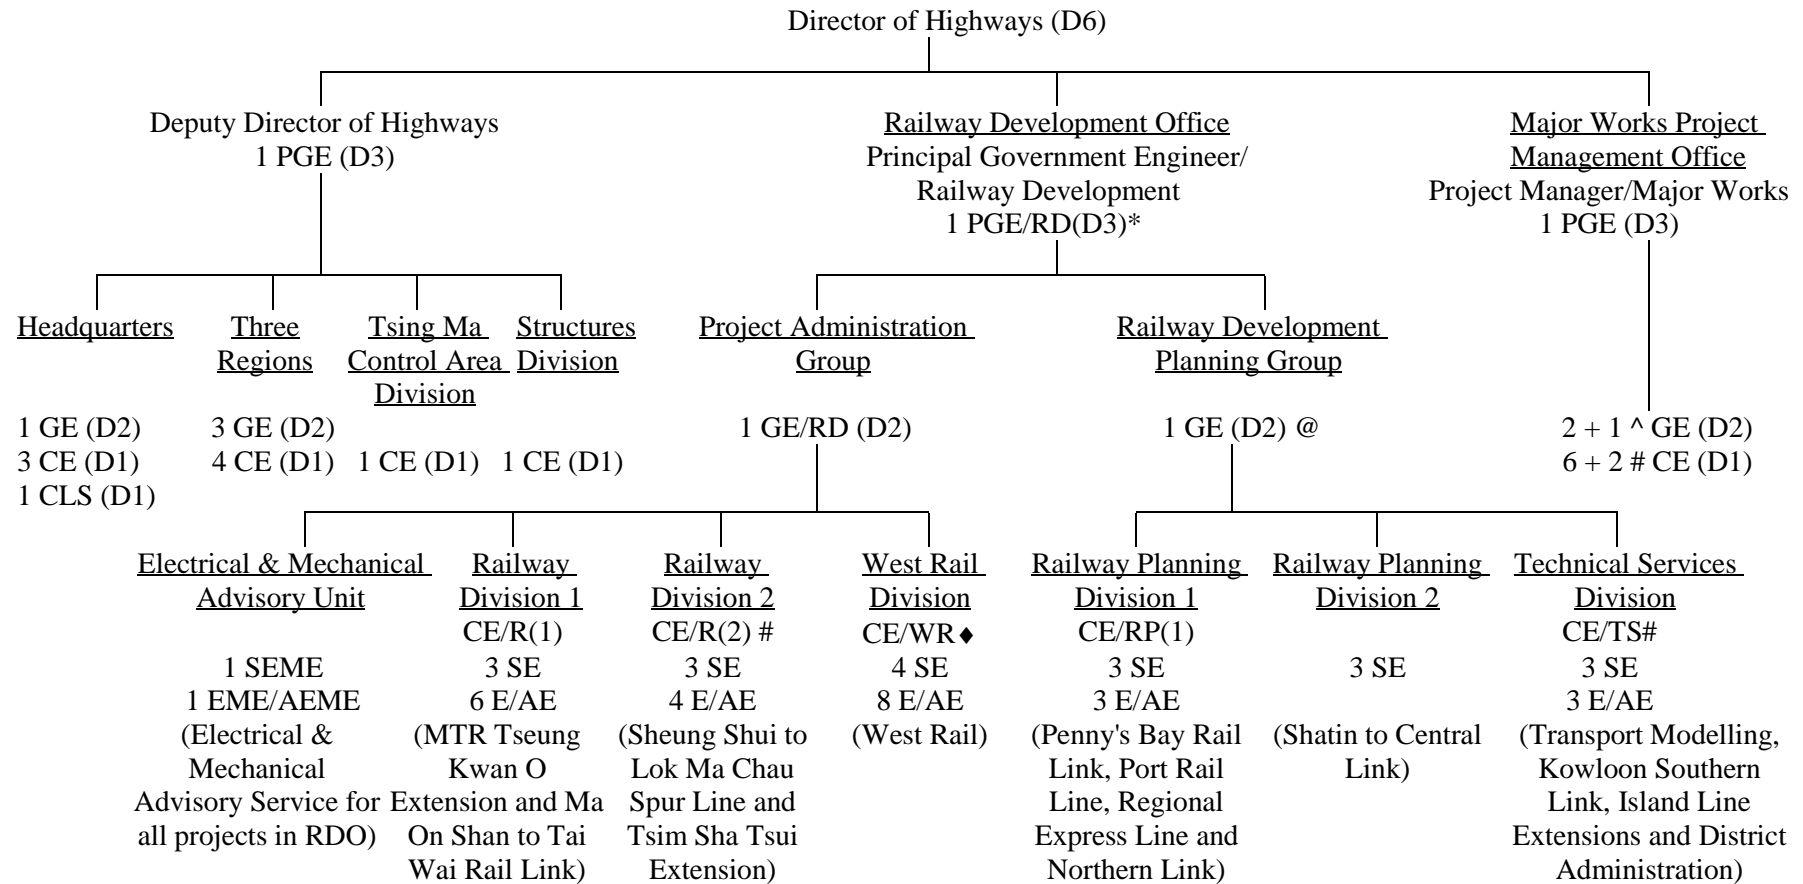 Director of Highways (D6)
Deputy Director of Highways
1 PGE (D3)
Railway Development Office
Principal Government Engineer/
Railway Development
1 PGE/RD(D3)*
Major Works Project
Management Office
Project Manager/Major Works
1 PGE (D3)
Headquarters
1 GE (D2)
3 CE (D1)
1 CLS (D1)
Three
Regions
3 GE (D2)
4 CE (D1)
Tsing Ma
Control Area
Division
1 CE (D1)
Structures
Division
1 CE (D1)
Project Administration
Group
1 GE/RD (D2)
Railway Development
Planning Group
1 GE (D2) @
2 + 1 ^ GE (D2)
6 + 2 # CE (D1)
Electrical & Mechanical
Advisory Unit
1 SEME
1 EME/AEME
(Electrical &
Mechanical
Advisory Service for
all projects in RDO)
Railway
Division 1
CE/R(1)
3 SE
6 E/AE
(MTR Tseung
Kwan O
Extension and Ma
On Shan to Tai
Wai Rail Link)
Railway
Division 2
CE/R(2) #
3 SE
4 E/AE
(Sheung Shui to
Lok Ma Chau
Spur Line and
Tsim Sha Tsui
Extension)
West Rail
Division
CE/WR♦
4 SE
8 E/AE
(West Rail)
Railway Planning
Division 1
CE/RP(1)
3 SE
3 E/AE
(Penny's Bay Rail
Link, Port Rail
Line, Regional
Express Line and
Northern Link)
Railway Planning
Division 2
3 SE
(Shatin to Central
Link)
Technical Services
Division
CE/TS#
3 SE
3 E/AE
(Transport Modelling,
Kowloon Southern
Link, Island Line
Extensions and District
Administration)